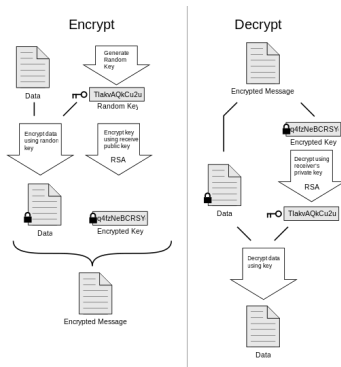 Encrypt
Generate
Random
Key
TlakvAQkCu2u
Random Key
Data
Encrypt data
using random
key
Encrypt key
using receiver's
public key
RSA
Data
q4fzNeBCRSY
Encrypted Key
Encrypted Message
Decrypt
Encrypted Message
q4fzNeBCRSY
Encrypted Key
Decrypt using
receiver's
private key
RSA
Data
TlakvAQkCu2u
Decrypt data
using key
Data